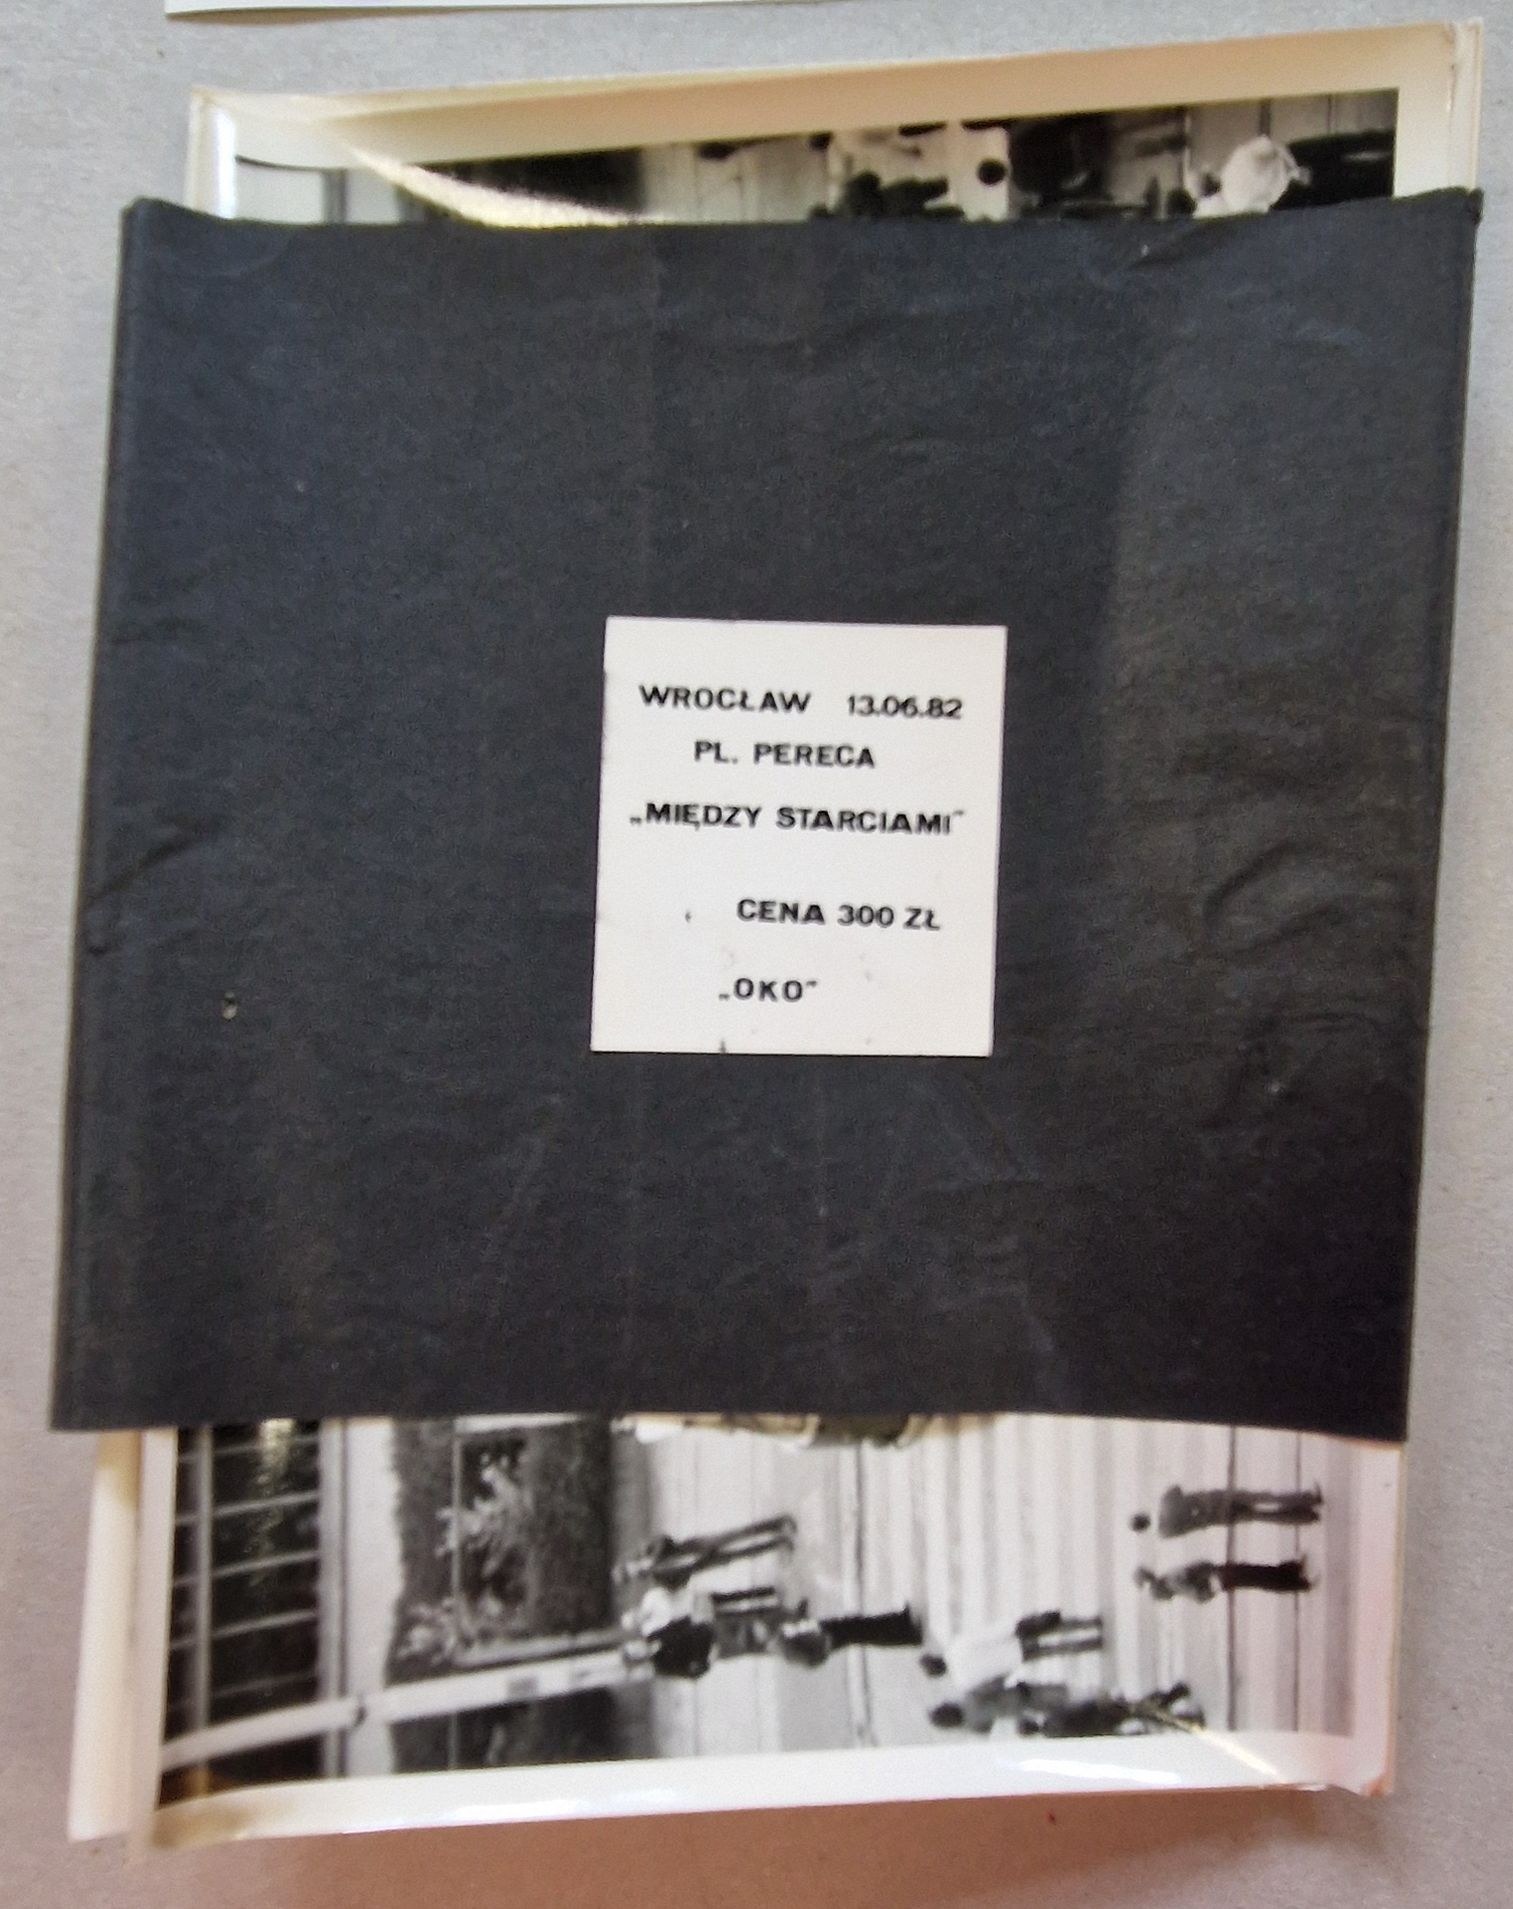 WROCŁAW 13.06.82
PL. PERECA
„MIĘDZY STARCIAMI”
CENA 300 ZŁ
„OKO”